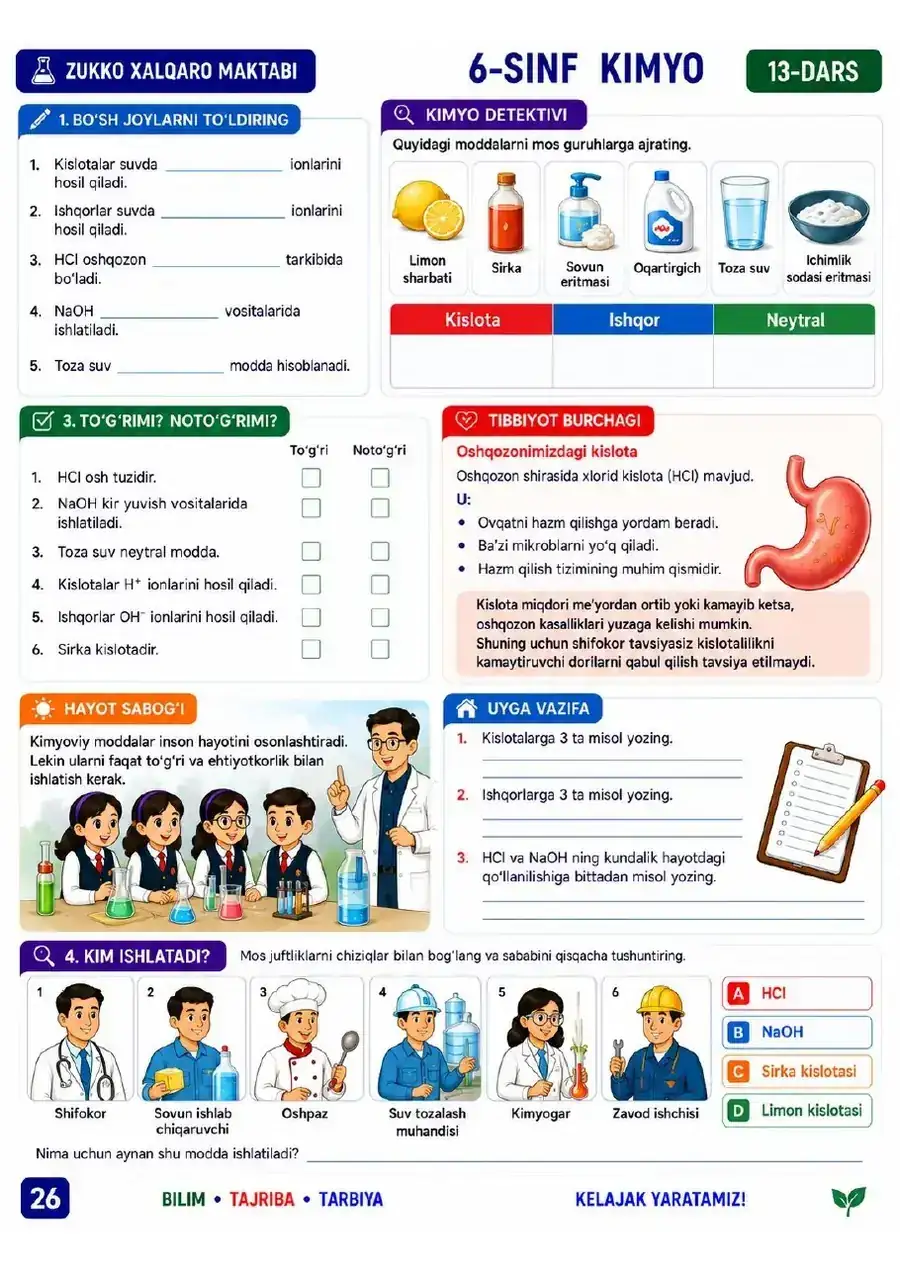 ZUKKO XALQARO MAKTABI
6-SINF KIMYO
13-DARS
1. BO‘SH JOYLARNI TO‘LDIRING
1. Kislotalar suvda ______________ ionlarini
hosil qiladi.
2. Ishqorlar suvda ______________ ionlarini
hosil qiladi.
3. HCl oshqozon ______________ tarkibida
bo‘ladi.
4. NaOH ______________ vositalarida
ishlatiladi.
5. Toza suv ______________ modda hisoblanadi.
KIMYO DETEKTIVI
Quyidagi moddalarni mos guruhlarga ajrating.
Limon
sharbati
Sirka
Sovun
eritmasi
Oqartirgich
Toza suv
Ichimlik
sodasi eritmasi
Kislota
Ishqor
Neytral
3. TO‘G‘RIMI? NOTO‘G‘RIMI?
To‘g‘ri Noto‘g‘ri
1. HCl osh tuzidir.
2. NaOH kir yuvish vositalarida
ishlatiladi.
3. Toza suv neytral modda.
4. Kislotalar H⁺ ionlarini hosil qiladi.
5. Ishqorlar OH⁻ ionlarini hosil qiladi.
6. Sirka kislotadir.
TIBBIYOT BURCHAGI
Oshqozonimizdagi kislota
Oshqozon shirasida xlorid kislota (HCl) mavjud.
U:
• Ovqatni hazm qilishga yordam beradi.
• Ba’zi mikroblarni yo‘q qiladi.
• Hazm qilish tizimining muhim qismidir.
Kislota miqdori me’yordan ortib yoki kamayib ketsa,
oshqozon kasalliklari yuzaga kelishi mumkin.
Shuning uchun shifokor tavsiyasiz kislotalilikni
kamaytiruvchi dorilarni qabul qilish tavsiya etilmaydi.
HAYOT SABOG‘I
Kimyoviy moddalar inson hayotini osonlashtiradi.
Lekin ularni faqat to‘g‘ri va ehtiyotkorlik bilan
ishlatish kerak.
UYGA VAZIFA
1. Kislotalarga 3 ta misol yozing.
2. Ishqorlarga 3 ta misol yozing.
3. HCl va NaOH ning kundalik hayotdagi
qo‘llanilishiga bittadan misol yozing.
4. KIM ISHLATADI?
Mos juftliklarni chiziqlar bilan bog‘lang va sababini qisqacha tushuntiring.
1
Shifokor
2
Sovun ishlab
chiqaruvchi
3
Oshpaz
4
Suv tozalash
muhandisi
5
Kimyogar
6
Zavod ishchisi
A HCl
B NaOH
C Sirka kislotasi
D Limon kislotasi
Nima uchun aynan shu modda ishlatiladi? ______________
26
BILIM • TAJRIBA • TARBIYA
KELAJAK YARATAMIZ!